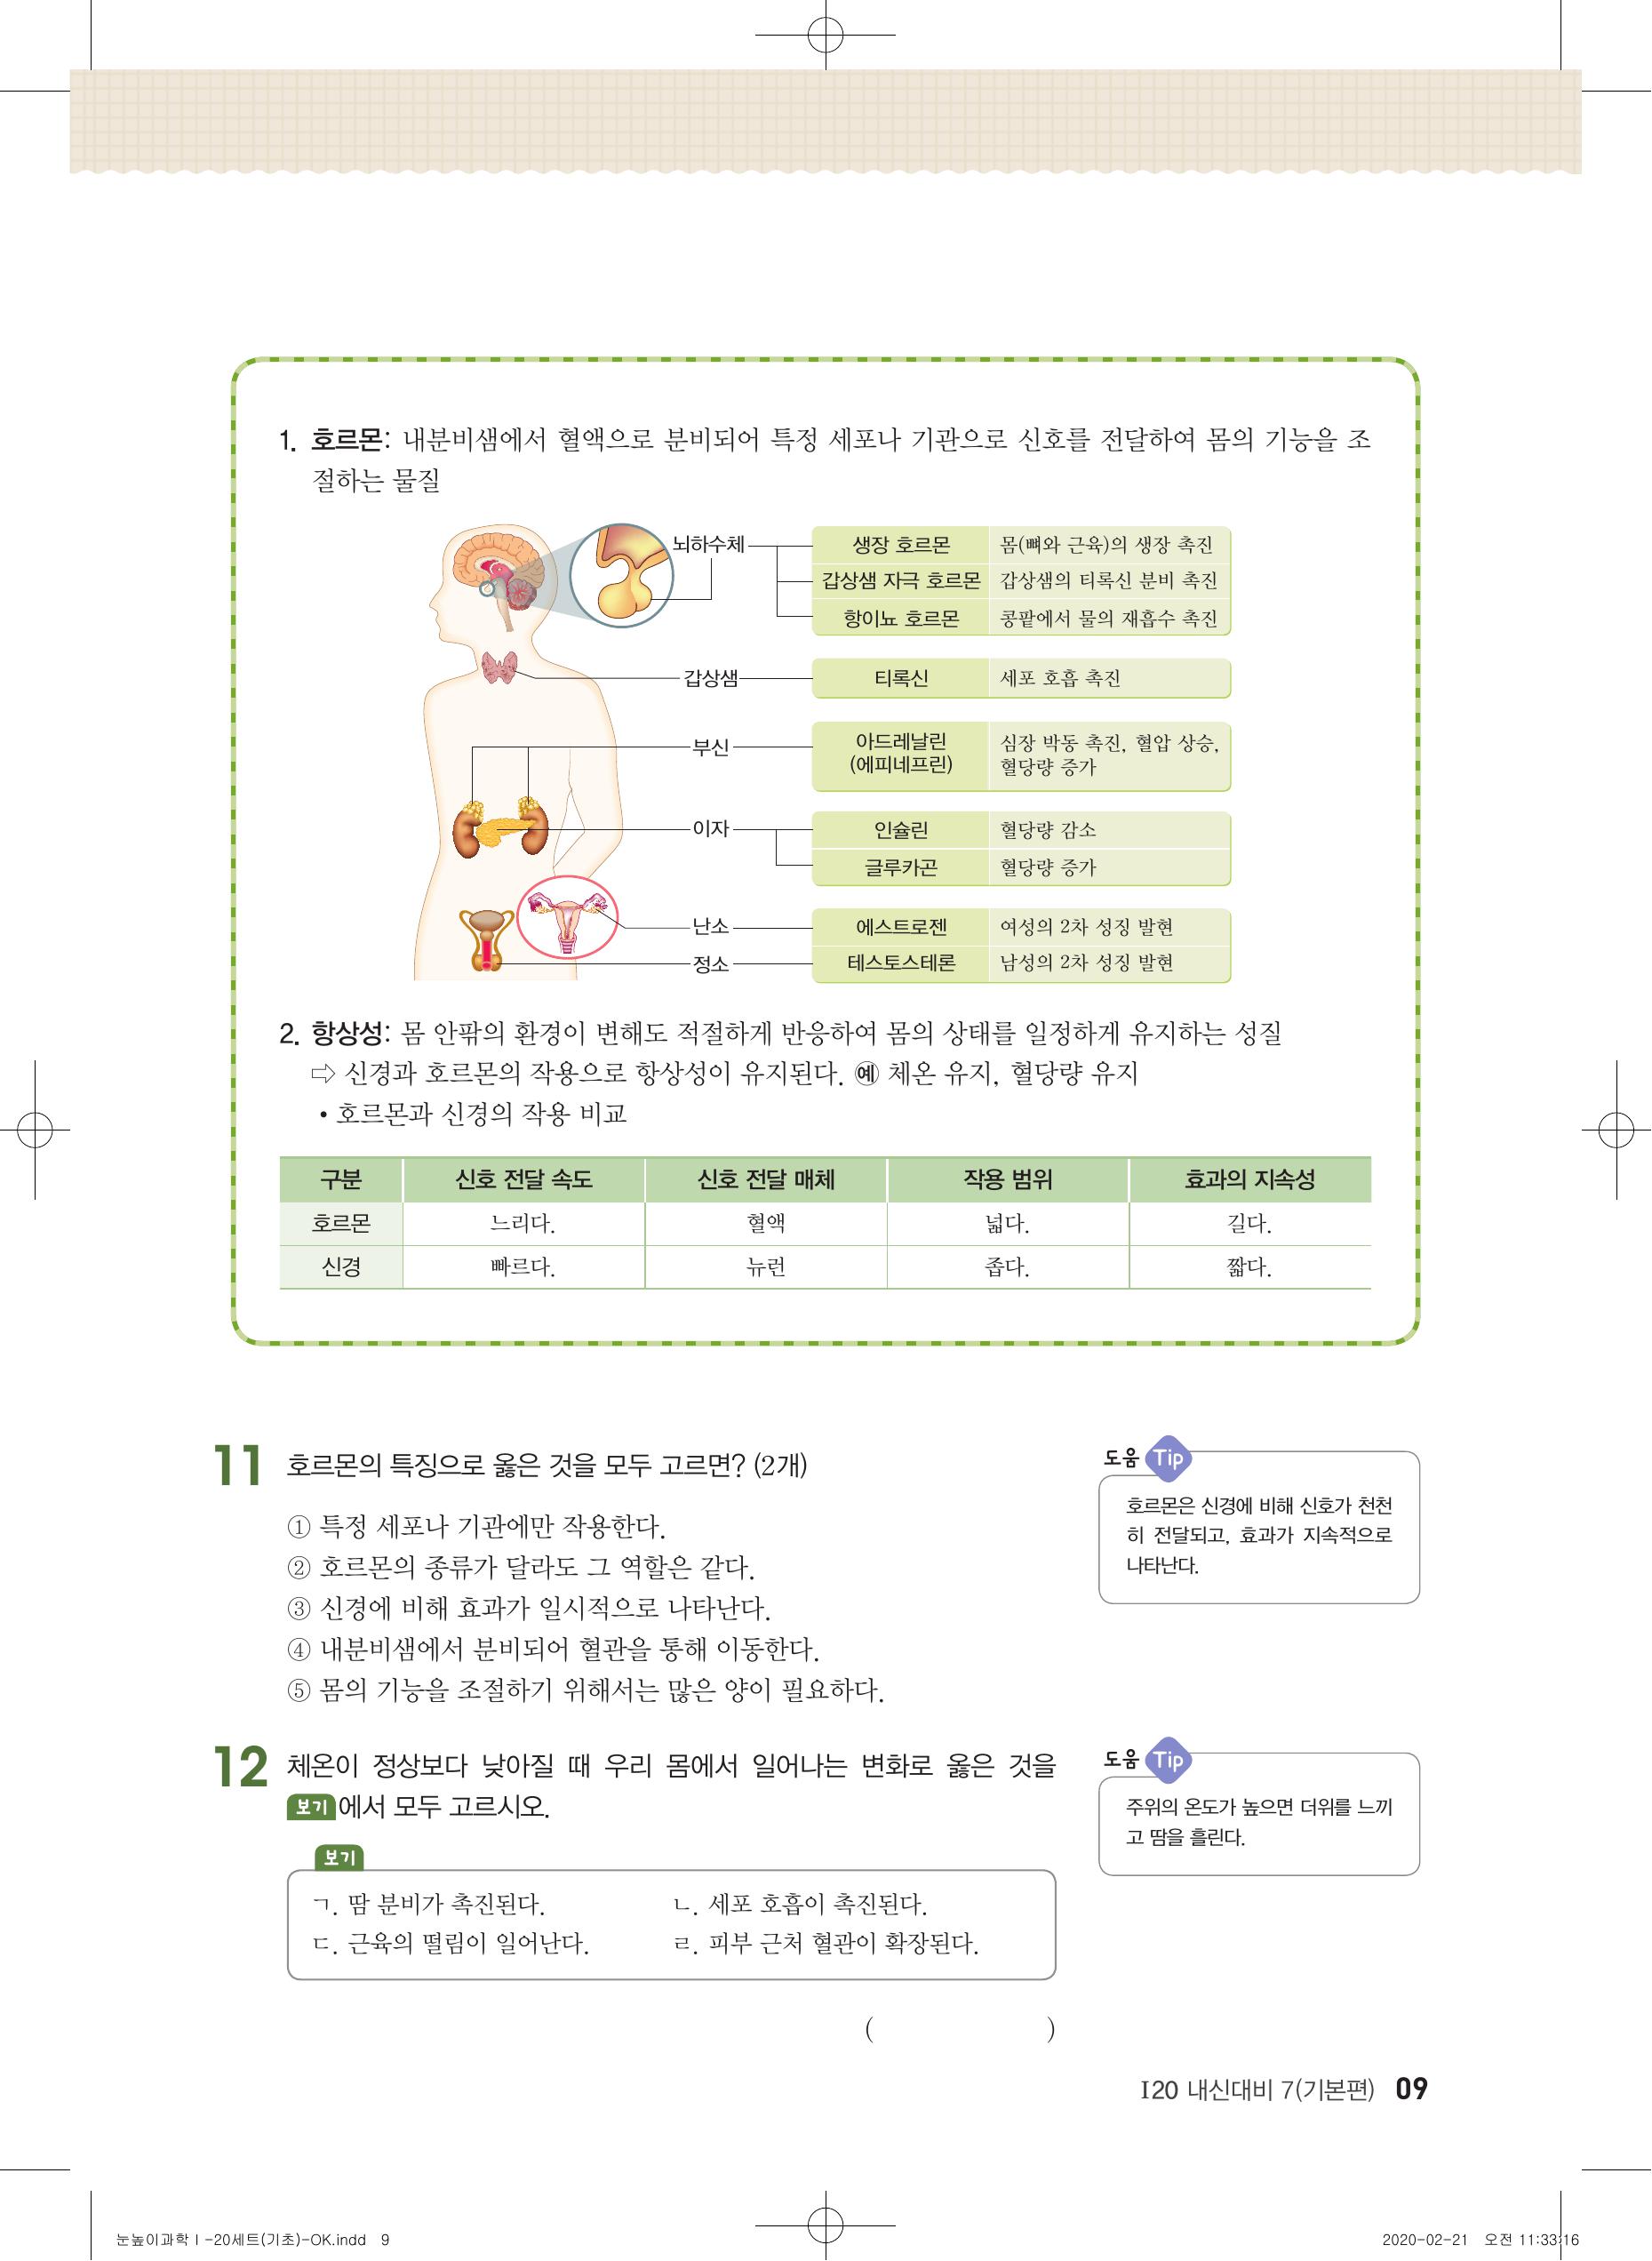 1. 호르몬: 내분비샘에서 혈액으로 분비되어 특정 세포나 기관으로 신호를 전달하여 몸의 기능을 조
절하는 물질
뇌하수체
생장 호르몬 몸(뼈와 근육)의 생장 촉진
갑상샘 자극 호르몬 갑상샘의 티록신 분비 촉진
항이뇨 호르몬 콩팥에서 물의 재흡수 촉진
갑상샘 티록신 세포 호흡 촉진
부신 아드레날린 심장 박동 촉진, 혈압 상승,
(에피네프린) 혈당량 증가
이자 인슐린 혈당량 감소
글루카곤 혈당량 증가
난소 에스트로젠 여성의 2차 성징 발현
정소 테스토스테론 남성의 2차 성징 발현
2. 항상성: 몸 안팎의 환경이 변해도 적절하게 반응하여 몸의 상태를 일정하게 유지하는 성질
⇨ 신경과 호르몬의 작용으로 항상성이 유지된다. 예 체온 유지, 혈당량 유지
• 호르몬과 신경의 작용 비교
구분 신호 전달 속도 신호 전달 매체 작용 범위 효과의 지속성
호르몬 느리다. 혈액 넓다. 길다.
신경 빠르다. 뉴런 좁다. 짧다.
11 호르몬의 특징으로 옳은 것을 모두 고르면? (2개)
① 특정 세포나 기관에만 작용한다.
② 호르몬의 종류가 달라도 그 역할은 같다.
③ 신경에 비해 효과가 일시적으로 나타난다.
④ 내분비샘에서 분비되어 혈관을 통해 이동한다.
⑤ 몸의 기능을 조절하기 위해서는 많은 양이 필요하다.
도움 Tip
호르몬은 신경에 비해 신호가 천천
히 전달되고, 효과가 지속적으로
나타난다.
12 체온이 정상보다 낮아질 때 우리 몸에서 일어나는 변화로 옳은 것을
보기 에서 모두 고르시오.
보기
ㄱ. 땀 분비가 촉진된다. ㄴ. 세포 호흡이 촉진된다.
ㄷ. 근육의 떨림이 일어난다. ㄹ. 피부 근처 혈관이 확장된다.
( )
도움 Tip
주위의 온도가 높으면 더위를 느끼
고 땀을 흘린다.
I20 내신대비 7(기본편) 09
눈높이과학 I-20세트(기초)-OK.indd 9
2020-02-21 오전 11:33:16